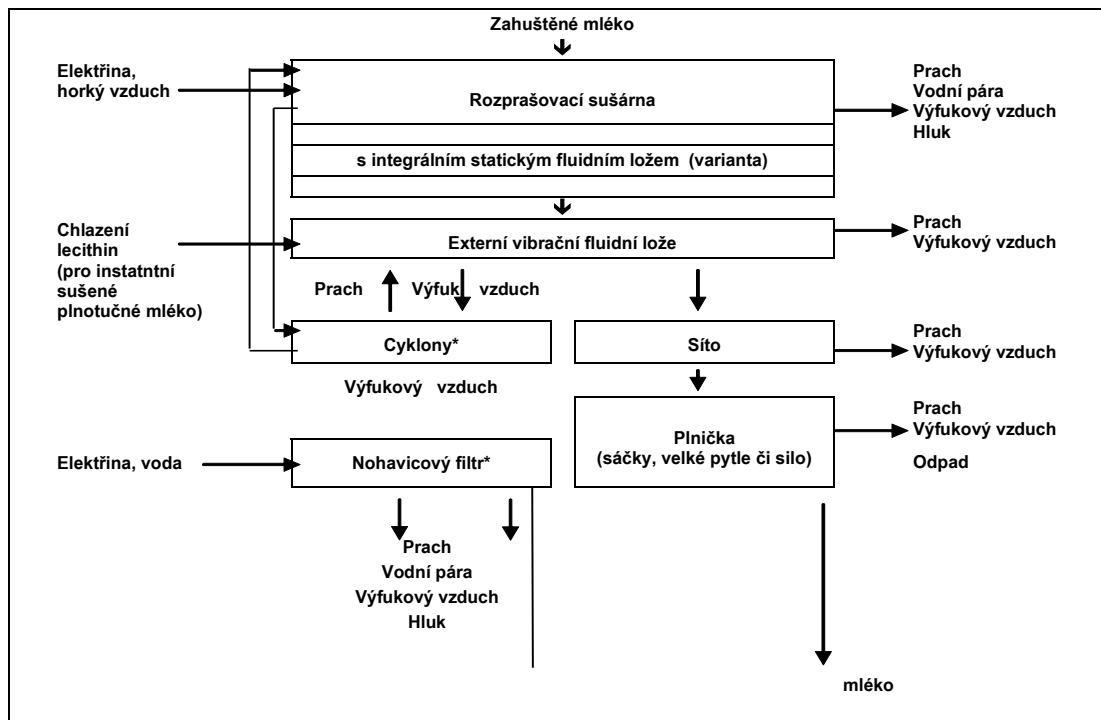 Zahuštěné mléko
Elektřina,
horký vzduch
Rozprašovací sušárna
Prach
Vodní pára
Výfukový vzduch
Hluk
s integrálním statickým fluidním ložem (varianta)
Chlazení
lecithin
(pro instatntní
sušené
plnotučné mléko)
Externí vibrační fluidní lože
Prach
Výfukový vzduch
Prach Výfuk vzduch
Cyklony*
Síto
Prach
Výfukový vzduch
Výfukový vzduch
Plnička
(sáčky, velké pytle či silo)
Prach
Výfukový vzduch
Odpad
Elektřina, voda
Nohavicový filtr*
Prach
Vodní pára
Výfukový vzduch
Hluk
mléko